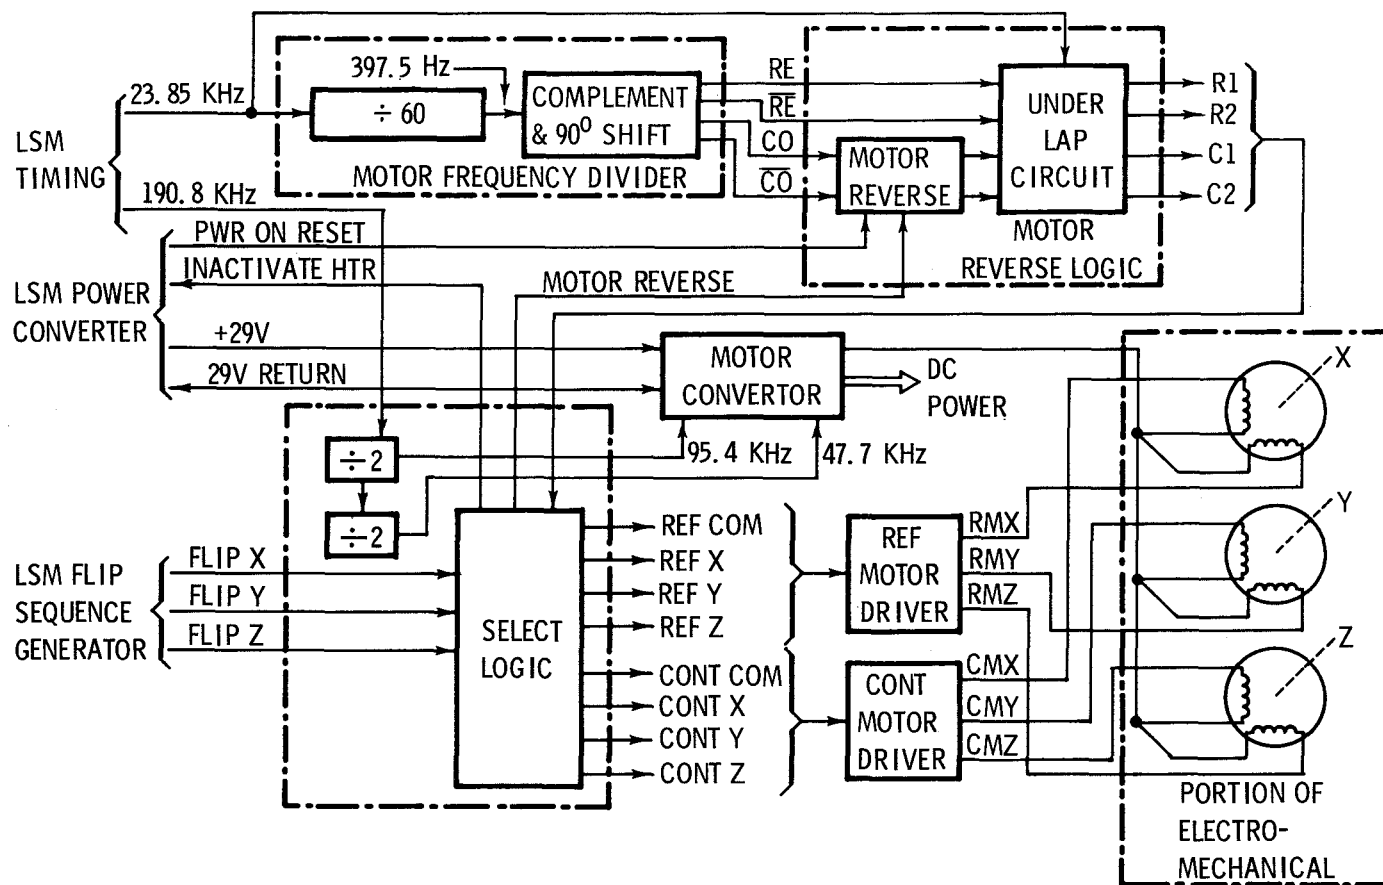 397.5 Hz
23.85 KHz
÷ 60
COMPLEMENT
& 90⁰ SHIFT
MOTOR FREQUENCY DIVIDER
RE
R̅E̅
CO
C̅O̅
MOTOR
REVERSE
UNDER
LAP
CIRCUIT
MOTOR
REVERSE LOGIC
R1
R2
C1
C2
LSM
TIMING
190.8 KHz
PWR ON RESET
INACTIVATE HTR
MOTOR REVERSE
LSM POWER
CONVERTER
+29V
29V RETURN
MOTOR
CONVERTOR
DC
POWER
95.4 KHz
47.7 KHz
÷2
÷2
LSM FLIP
SEQUENCE
GENERATOR
FLIP X
FLIP Y
FLIP Z
SELECT
LOGIC
REF COM
REF X
REF Y
REF Z
CONT COM
CONT X
CONT Y
CONT Z
REF
MOTOR
DRIVER
RMX
RMY
RMZ
CONT
MOTOR
DRIVER
CMX
CMY
CMZ
X
Y
Z
PORTION OF
ELECTRO-
MECHANICAL